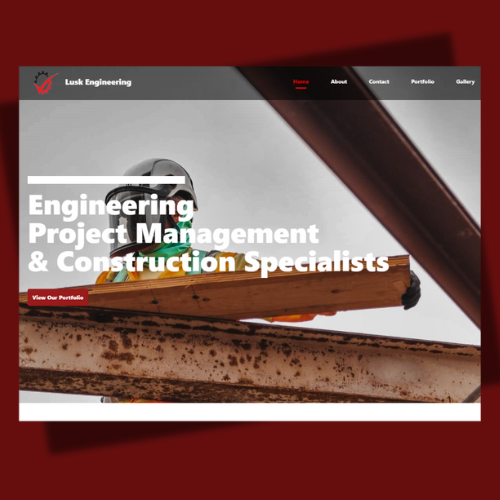 Lusk Engineering
Home About Contact Portfolio Gallery
Engineering
Project Management
& Construction Specialists
View Our Portfolio